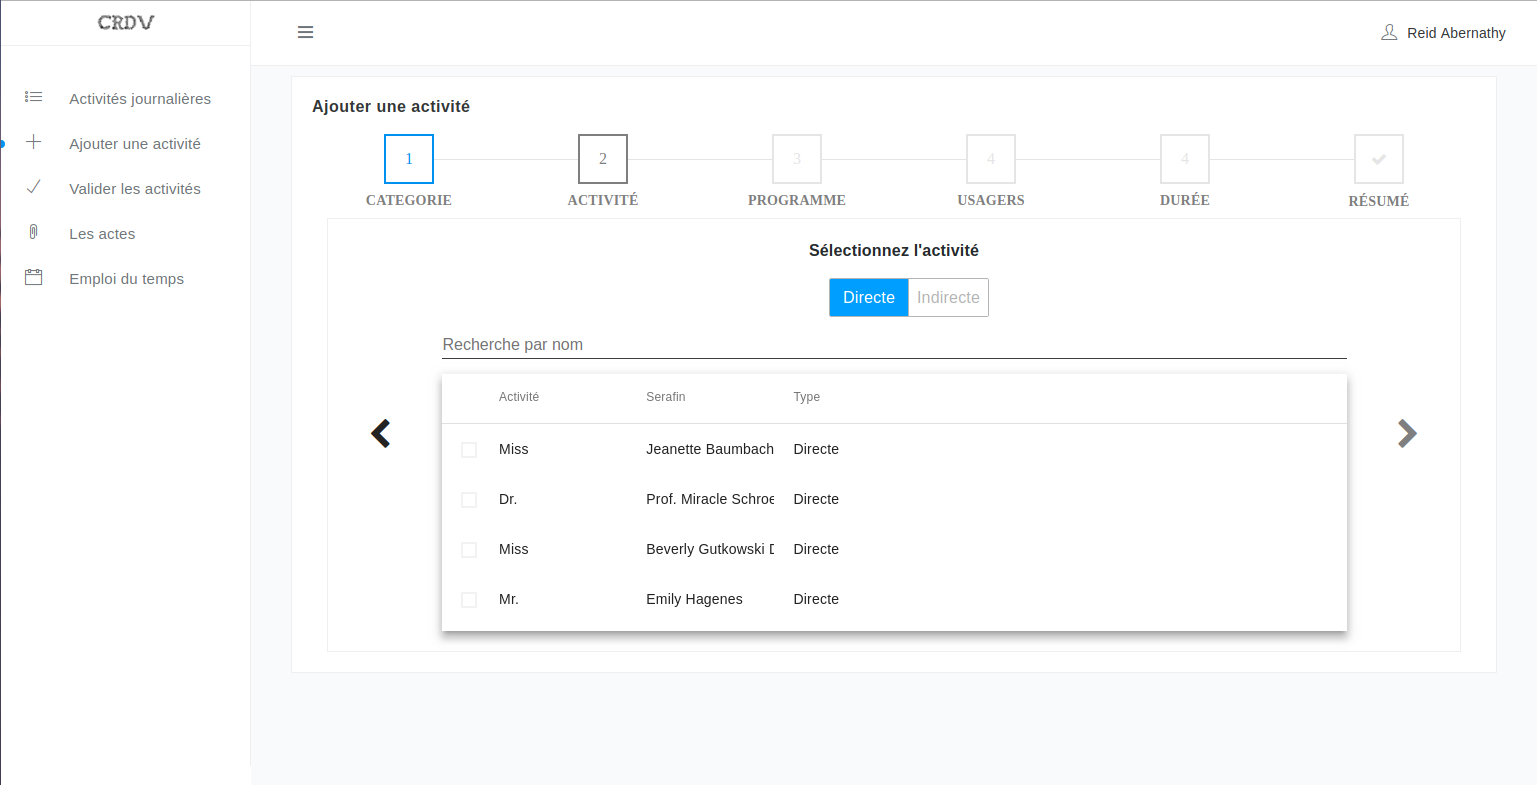 CRDV
Reid Abernathy
Activités journalières
Ajouter une activité
Valider les activités
Les actes
Emploi du temps
Ajouter une activité
1 2 3 4 4
CATEGORIE ACTIVITÉ PROGRAMME USAGERS DURÉE RÉSUMÉ
Sélectionnez l'activité
Directe Indirecte
Recherche par nom
Activité Serafin Type
Miss Jeanette Baumbach Directe
Dr. Prof. Miracle Schroe Directe
Miss Beverly Gutkowski D Directe
Mr. Emily Hagenes Directe